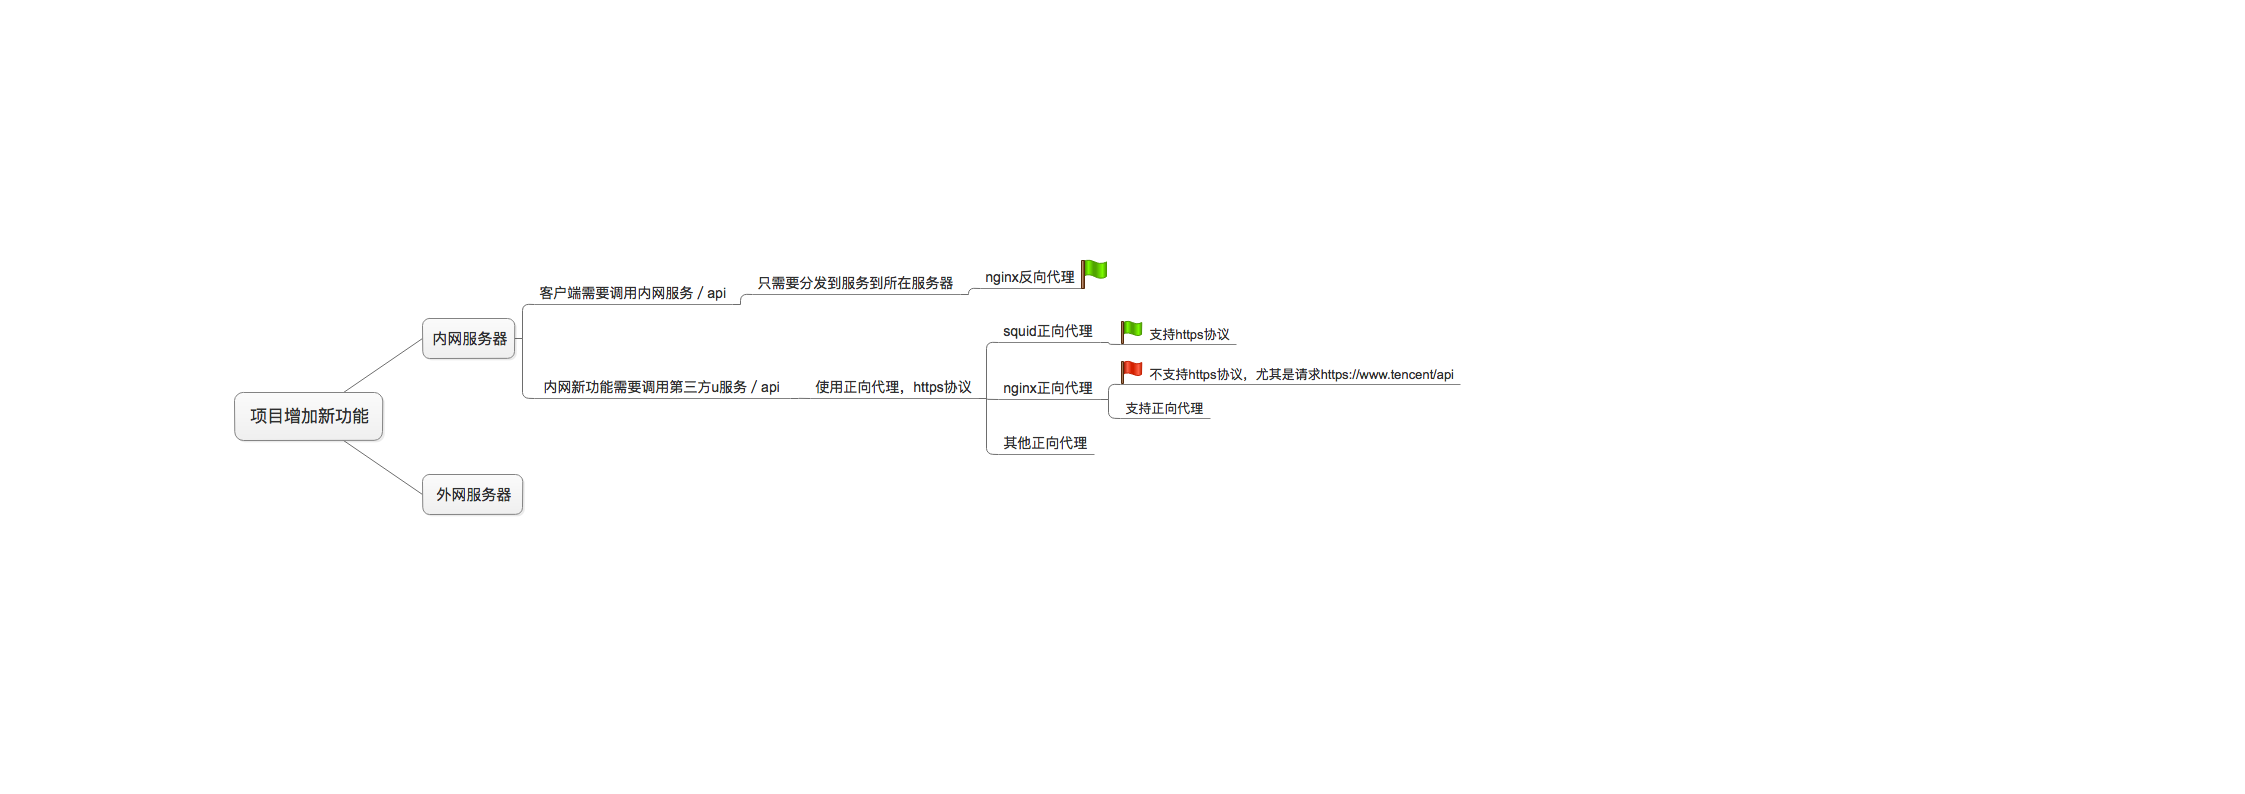 项目增加新功能
内网服务器
客户端需要调用内网服务 / api
只需要分发到服务到所在服务器
nginx反向代理
内网新功能需要调用第三方u服务 / api
使用正向代理，https协议
squid正向代理
支持https协议
nginx正向代理
不支持https协议，尤其是请求https://www.tencent/api
支持正向代理
其他正向代理
外网服务器